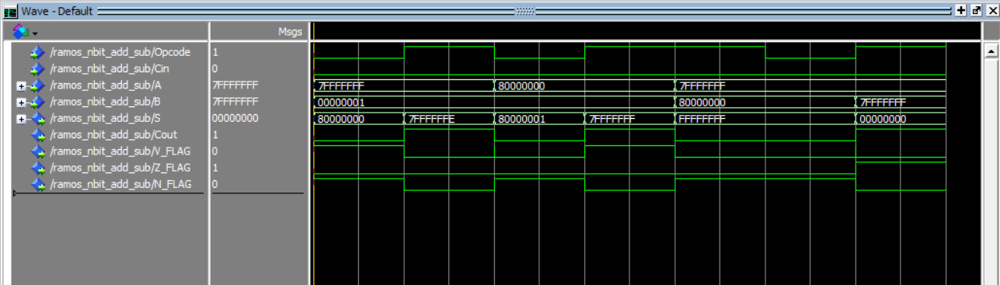 Wave - Default
Msgs
/ramos_nbit_add_sub/Opcode 1
/ramos_nbit_add_sub/Cin 0
/ramos_nbit_add_sub/A 7FFFFFFF 7FFFFFFF 80000000 7FFFFFFF
/ramos_nbit_add_sub/B 7FFFFFFF 00000001 80000000 7FFFFFFF
/ramos_nbit_add_sub/S 00000000 80000000 7FFFFFFE 80000001 7FFFFFFF FFFFFFFF 00000000
/ramos_nbit_add_sub/Cout 1
/ramos_nbit_add_sub/V_FLAG 0
/ramos_nbit_add_sub/Z_FLAG 1
/ramos_nbit_add_sub/N_FLAG 0